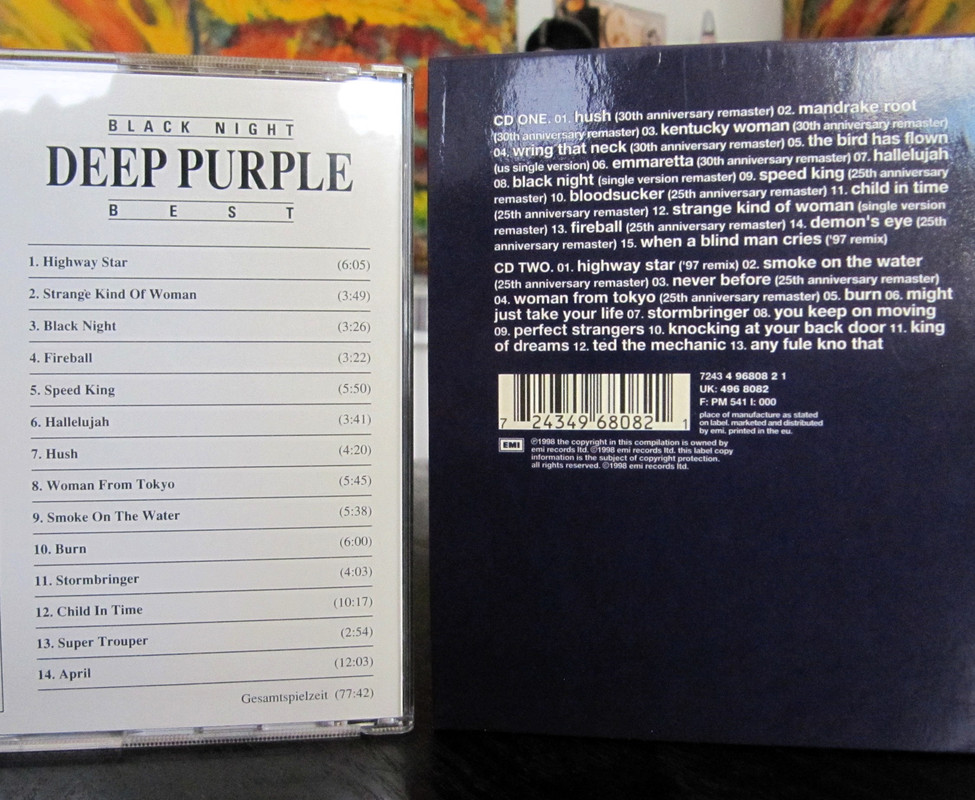 BLACK NIGHT
DEEP PURPLE
BEST
1. Highway Star (6:05)
2. Strange Kind Of Woman (3:49)
3. Black Night (3:26)
4. Fireball (3:22)
5. Speed King (5:50)
6. Hallelujah (3:41)
7. Hush (4:20)
8. Woman From Tokyo (5:45)
9. Smoke On The Water (5:38)
10. Burn (6:00)
11. Stormbringer (4:03)
12. Child In Time (10:17)
13. Super Trouper (2:54)
14. April (12:03)
Gesamtspielzeit (77:42)
CD ONE. 01. hush (30th anniversary remaster) 02. mandrake root
(30th anniversary remaster) 03. kentucky woman (30th anniversary remaster)
04. wring that neck (30th anniversary remaster) 05. the bird has flown
(us single version) 06. emmaretta (30th anniversary remaster) 07. hallelujah
08. black night (single version remaster) 09. speed king (25th anniversary
remaster) 10. bloodsucker (25th anniversary remaster) 11. child in time
(25th anniversary remaster) 12. strange kind of woman (single version
remaster) 13. fireball (25th anniversary remaster) 14. demon's eye (25th
anniversary remaster) 15. when a blind man cries ('97 remix)
CD TWO. 01. highway star ('97 remix) 02. smoke on the water
(25th anniversary remaster) 03. never before (25th anniversary remaster)
04. woman from tokyo (25th anniversary remaster) 05. burn 06. might
just take your life 07. stormbringer 08. you keep on moving
09. perfect strangers 10. knocking at your back door 11. king
of dreams 12. ted the mechanic 13. any fule kno that
7 24349 68082 1
7243 4 96808 2 1
UK: 496 8082
F: PM 541 I: 000
place of manufacture as stated
on label. marketed and distributed
by emi. printed in the eu.
EMI
℗1998 the copyright in this compilation is owned by
emi records ltd. ©1998 emi records ltd. this label copy
information is the subject of copyright protection.
all rights reserved. ©1998 emi records ltd.